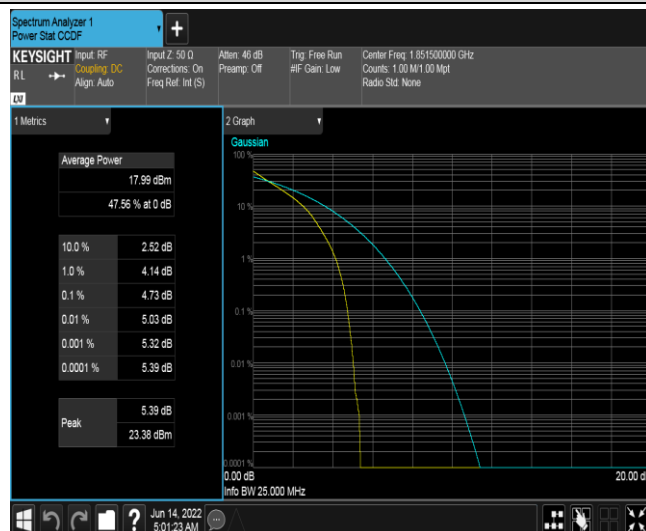 Spectrum Analyzer 1
Power Stat CCDF
+
KEYSIGHT Input: RF Input Z: 50 Ω Atten: 46 dB Trig: Free Run Center Freq: 1.851500000 GHz
RL Coupling: DC Corrections: On Preamp: Off #IF Gain: Low Counts: 1.00 M/1.00 Mpt
Align: Auto Freq Ref: Int (S) Radio Std: None
LXI
1 Metrics
2 Graph
Average Power
17.99 dBm
47.56 % at 0 dB
10.0 % 2.52 dB
1.0 % 4.14 dB
0.1 % 4.73 dB
0.01 % 5.03 dB
0.001 % 5.32 dB
0.0001 % 5.39 dB
Peak 5.39 dB
23.38 dBm
Gaussian
100 %
10 %
1 %
0.1 %
0.01 %
0.001 %
0.0001 %
0.00 dB 20.00 d
Info BW 25.000 MHz
?
Jun 14, 2022
5:01:23 AM